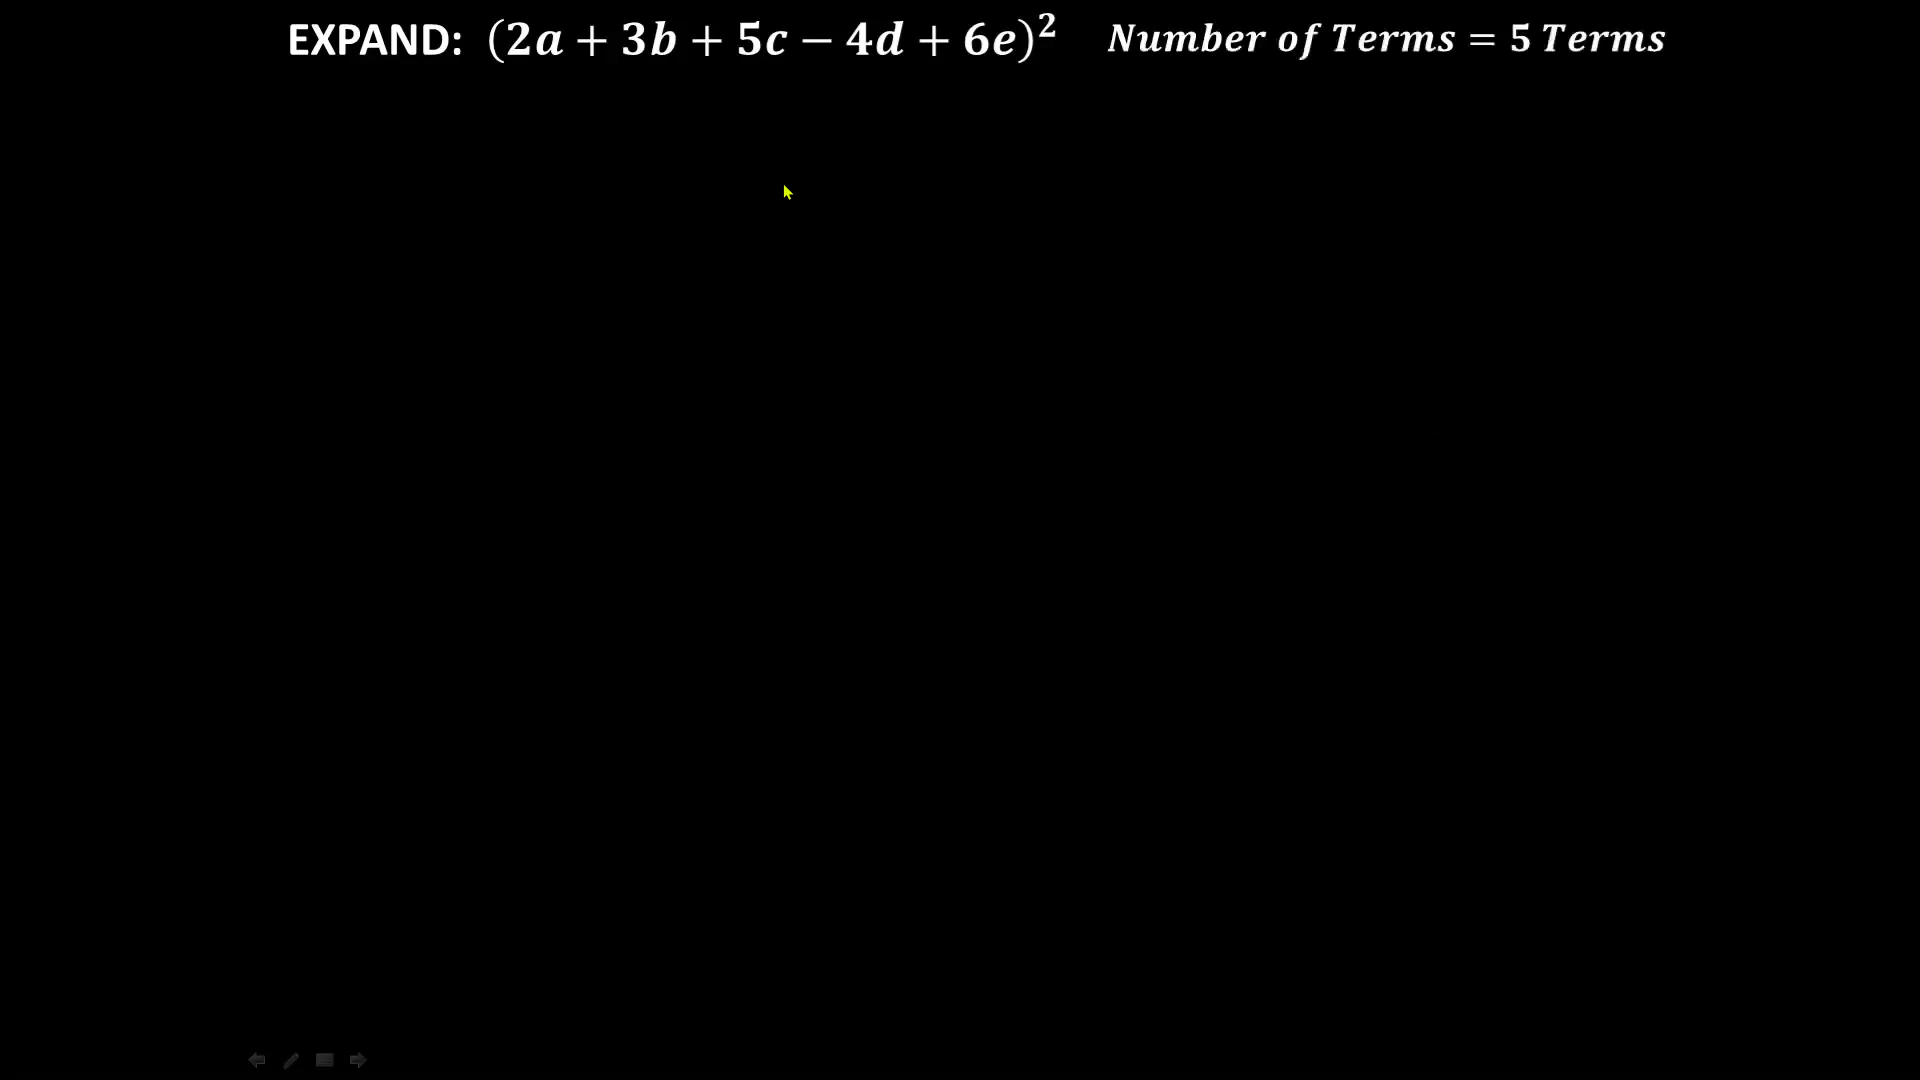 EXPAND: (2a + 3b + 5c − 4d + 6e)² Number of Terms = 5 Terms